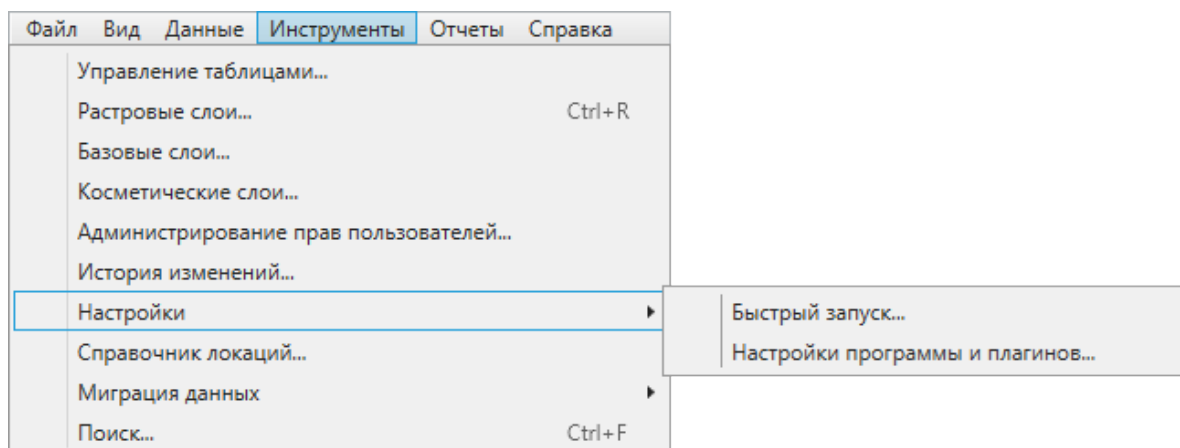 Файл Вид Данные Инструменты Отчеты Справка
Управление таблицами...
Растровые слои... Ctrl+R
Базовые слои...
Косметические слои...
Администрирование прав пользователей...
История изменений...
Настройки
Быстрый запуск...
Справочник локаций...
Настройки программы и плагинов...
Миграция данных
Поиск... Ctrl+F